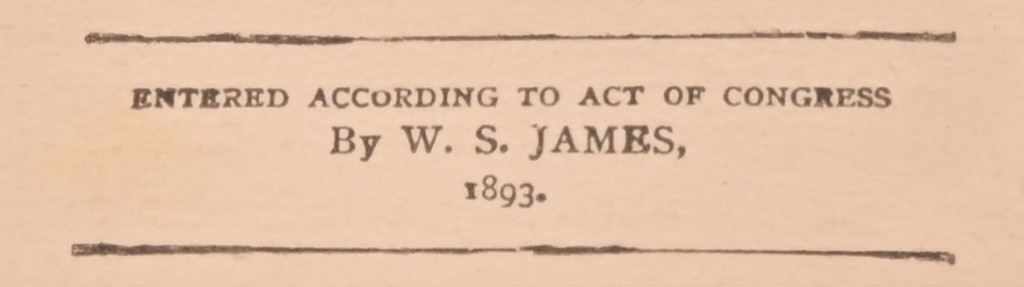 ENTERED ACCORDING TO ACT OF CONGRESS
By W. S. JAMES,
1893.